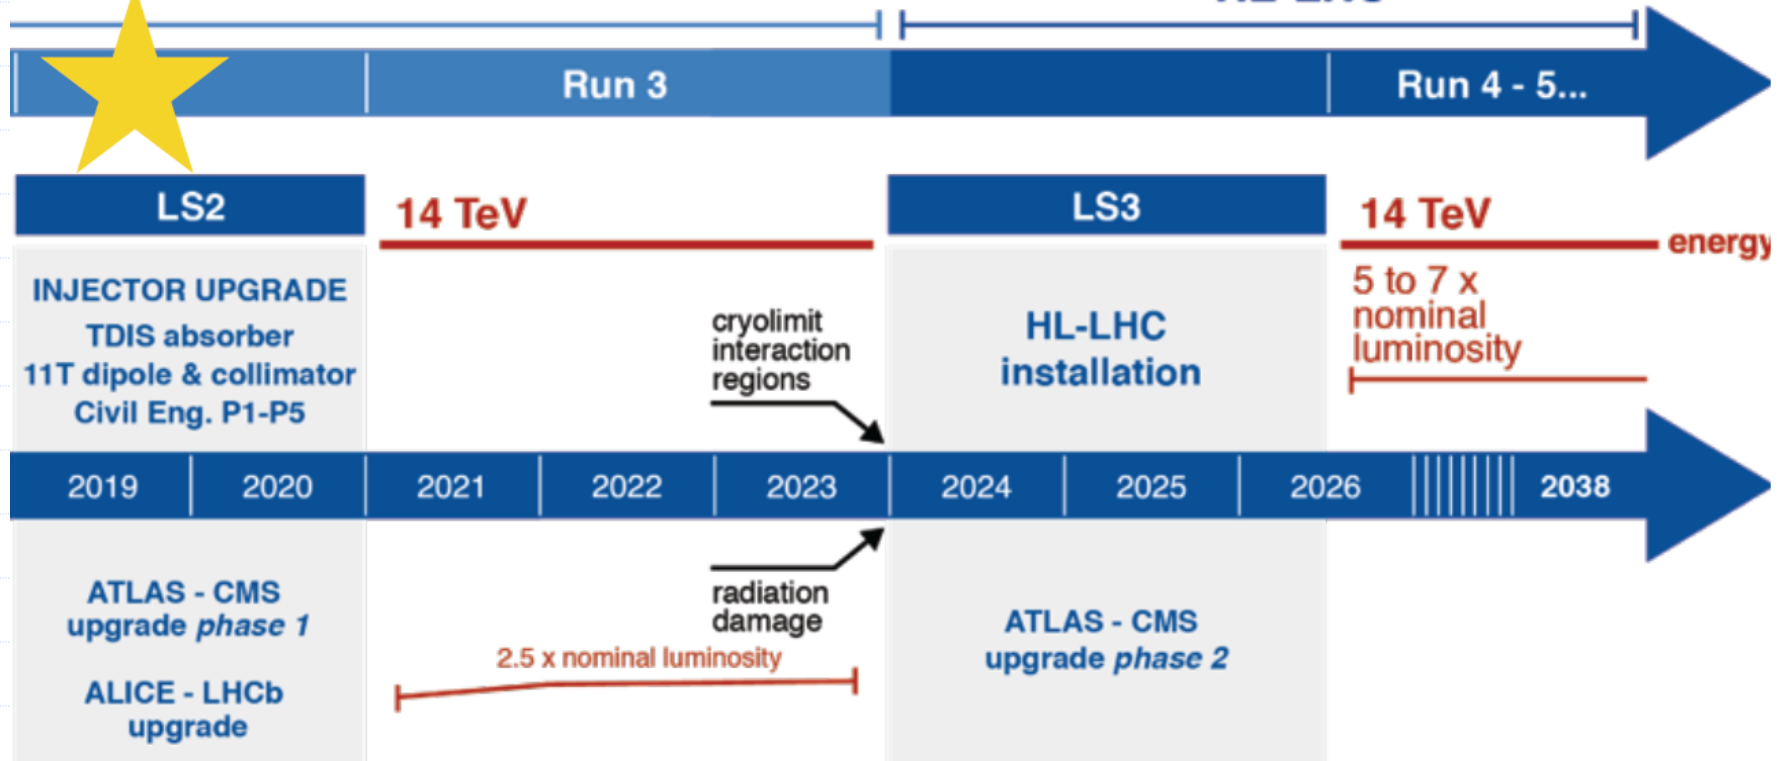 Run 3
Run 4 - 5...
LS2
14 TeV
LS3
14 TeV
energy
INJECTOR UPGRADE
TDIS absorber
11T dipole & collimator
Civil Eng. P1-P5
cryolimit
interaction
regions
HL-LHC
installation
5 to 7 x
nominal
luminosity
2019 2020 2021 2022 2023 2024 2025 2026 2038
ATLAS - CMS
upgrade phase 1
ALICE - LHCb
upgrade
radiation
damage
2.5 x nominal luminosity
ATLAS - CMS
upgrade phase 2